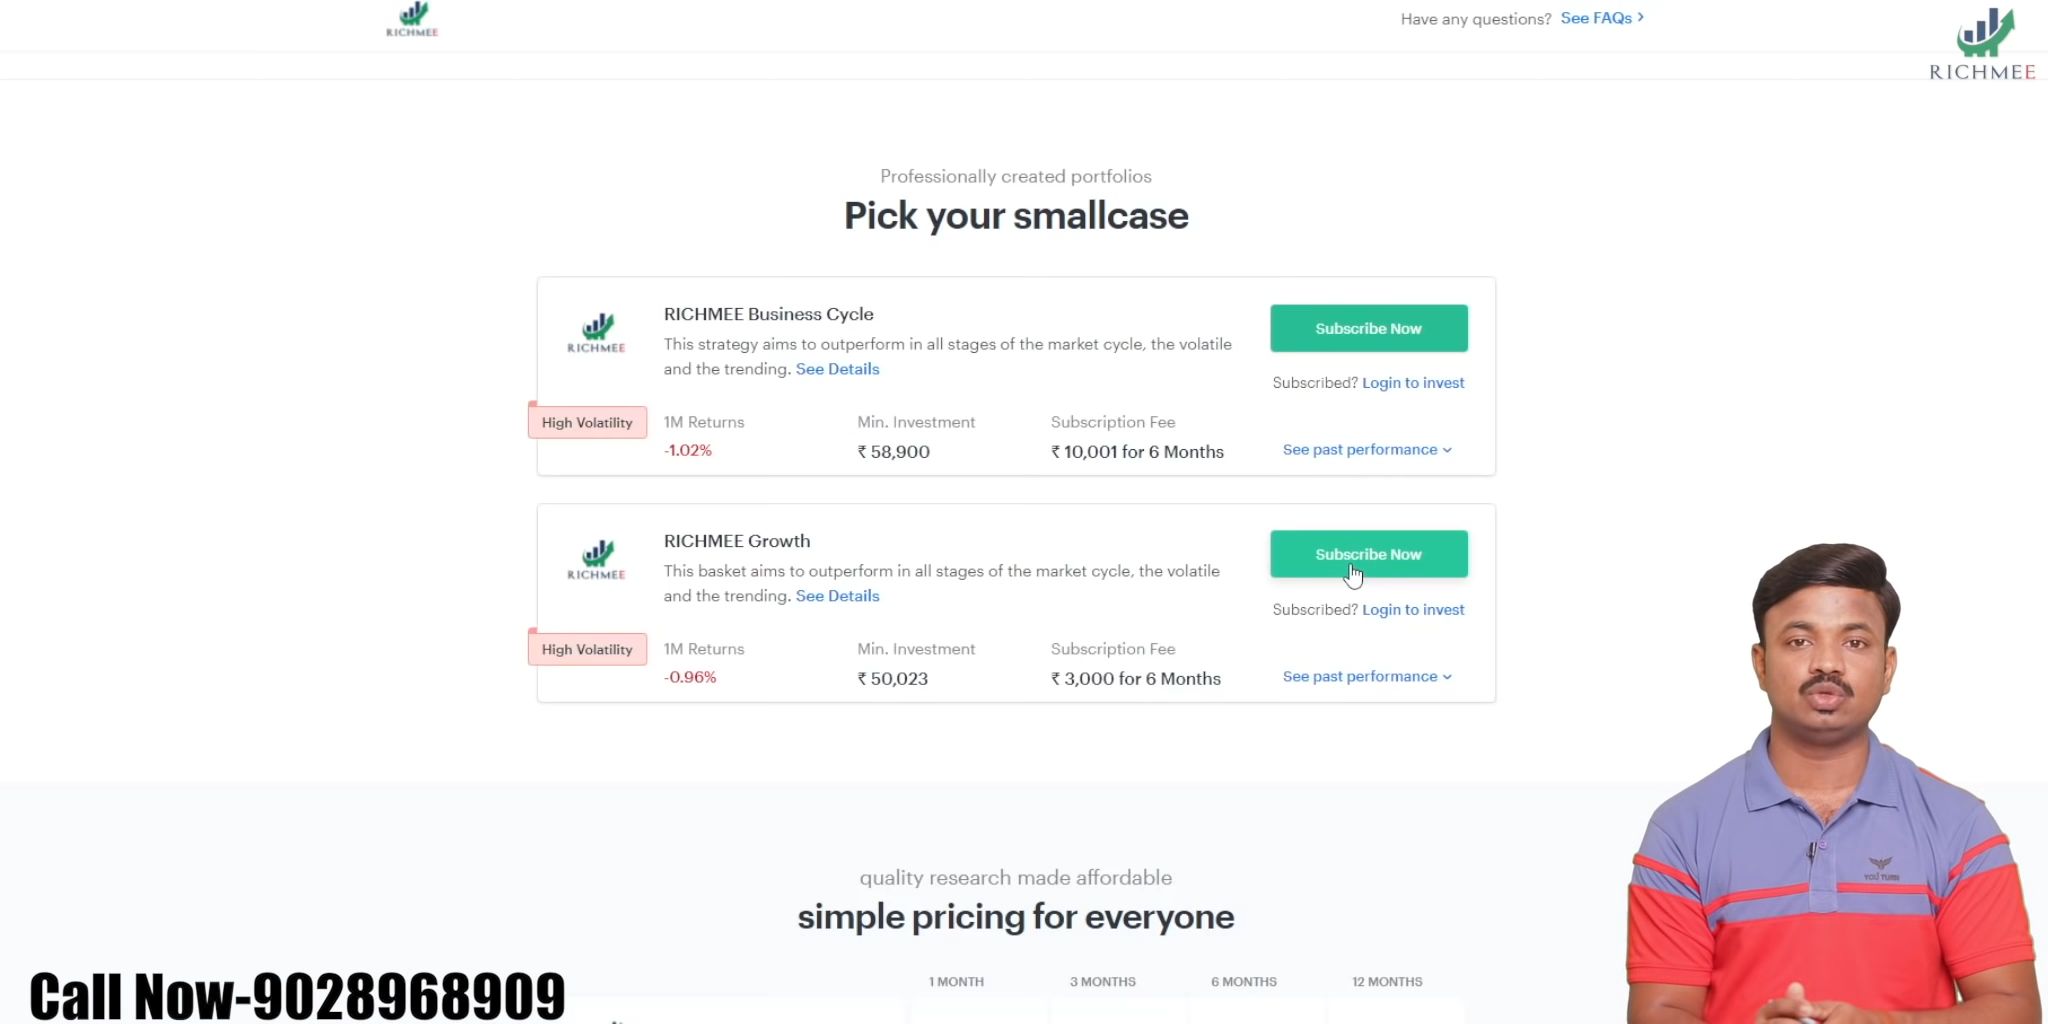 RICHMEE
Have any questions? See FAQs >
RICHMEE
Professionally created portfolios
Pick your smallcase
RICHMEE
RICHMEE Business Cycle
This strategy aims to outperform in all stages of the market cycle, the volatile
and the trending. See Details
Subscribe Now
Subscribed? Login to invest
High Volatility
1M Returns
-1.02%
Min. Investment
₹ 58,900
Subscription Fee
₹ 10,001 for 6 Months
See past performance
RICHMEE
RICHMEE Growth
This basket aims to outperform in all stages of the market cycle, the volatile
and the trending. See Details
Subscribe Now
Subscribed? Login to invest
High Volatility
1M Returns
-0.96%
Min. Investment
₹ 50,023
Subscription Fee
₹ 3,000 for 6 Months
See past performance
YOU TURN
quality research made affordable
simple pricing for everyone
1 MONTH
3 MONTHS
6 MONTHS
12 MONTHS
Call Now-9028968909